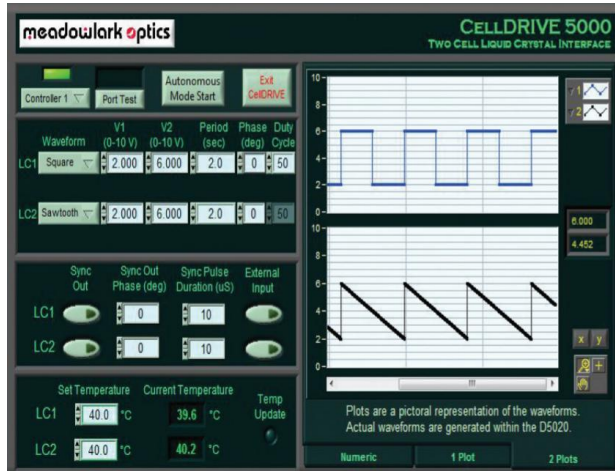 meadowlark optics
CELLDRIVE 5000
TWO CELL LIQUID CRYSTAL INTERFACE
Controller 1
Port Test
Autonomous
Mode Start
Exit
CellDRIVE
Waveform
V1
(0-10 V)
V2
(0-10 V)
Period
(sec)
Phase
(deg)
Duty
Cycle
LC1 Square 2.000 6.000 2.0 0 50
LC2 Sawtooth 2.000 6.000 2.0 0 50
Sync
Out
Sync Out
Phase (deg)
Sync Pulse
Duration (uS)
External
Input
LC1 0 10
LC2 0 10
Set Temperature
Current Temperature
Temp
Update
LC1 40.0 °C 39.6 °C
LC2 40.0 °C 40.2 °C
10
8
6
4
2
0
10
8
6
4
2
0
1
2
6.000
4.452
x y
Plots are a pictoral representation of the waveforms.
Actual waveforms are generated within the D5020.
Numeric
1 Plot
2 Plots